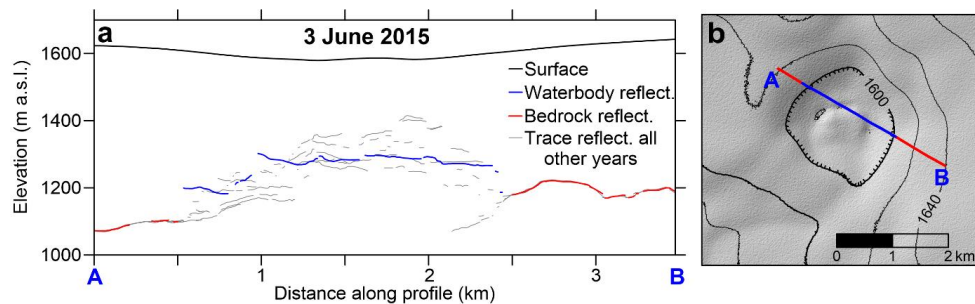 a
3 June 2015
Elevation (m a.s.l.)
1600
1400
1200
1000
Surface
Waterbody reflect.
Bedrock reflect.
Trace reflect. all
other years
A
1
2
3
B
Distance along profile (km)
b
A
1600
B
1640
0
1
2
km